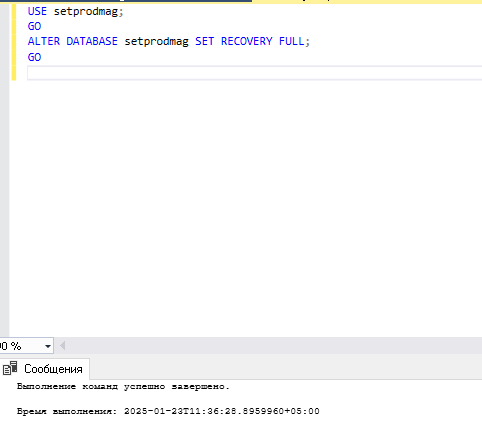 USE setprodmag;
GO
ALTER DATABASE setprodmag SET RECOVERY FULL;
GO
00 %
Сообщения
Выполнение команд успешно завершено.
Время выполнения: 2025-01-23T11:36:28.8959960+05:00